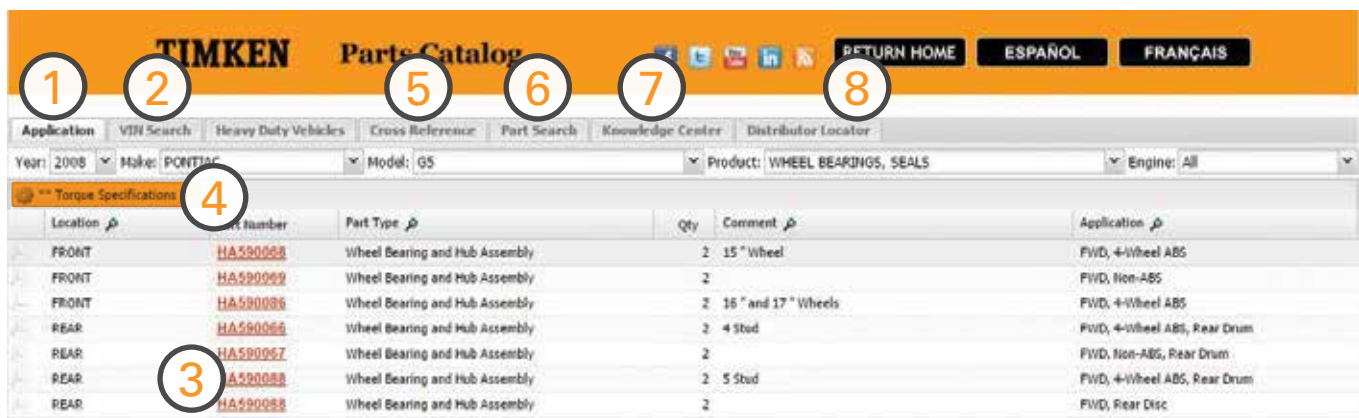 TIMKEN Parts Catalog RETURN HOME ESPAÑOL FRANÇAIS
1 2 5 6 7 8
Application VIN Search Heavy Duty Vehicles Cross Reference Part Search Knowledge Center Distributor Locator
Year: 2008 Make: PONTIAC Model: G5 Product: WHEEL BEARINGS, SEALS Engine: All
** Torque Specifications 4
Location Number Part Type Qty Comment Application
FRONT HA590068 Wheel Bearing and Hub Assembly 2 15 " Wheel FWD, 4-Wheel ABS
FRONT HA590069 Wheel Bearing and Hub Assembly 2 FWD, Non-ABS
FRONT HA590086 Wheel Bearing and Hub Assembly 2 16 " and 17 " Wheels FWD, 4-Wheel ABS
REAR HA590066 Wheel Bearing and Hub Assembly 2 4 Stud FWD, 4-Wheel ABS, Rear Drum
REAR HA590067 Wheel Bearing and Hub Assembly 2 FWD, Non-ABS, Rear Drum
REAR 3 A590088 Wheel Bearing and Hub Assembly 2 5 Stud FWD, 4-Wheel ABS, Rear Drum
REAR HA590088 Wheel Bearing and Hub Assembly 2 FWD, Rear Disc